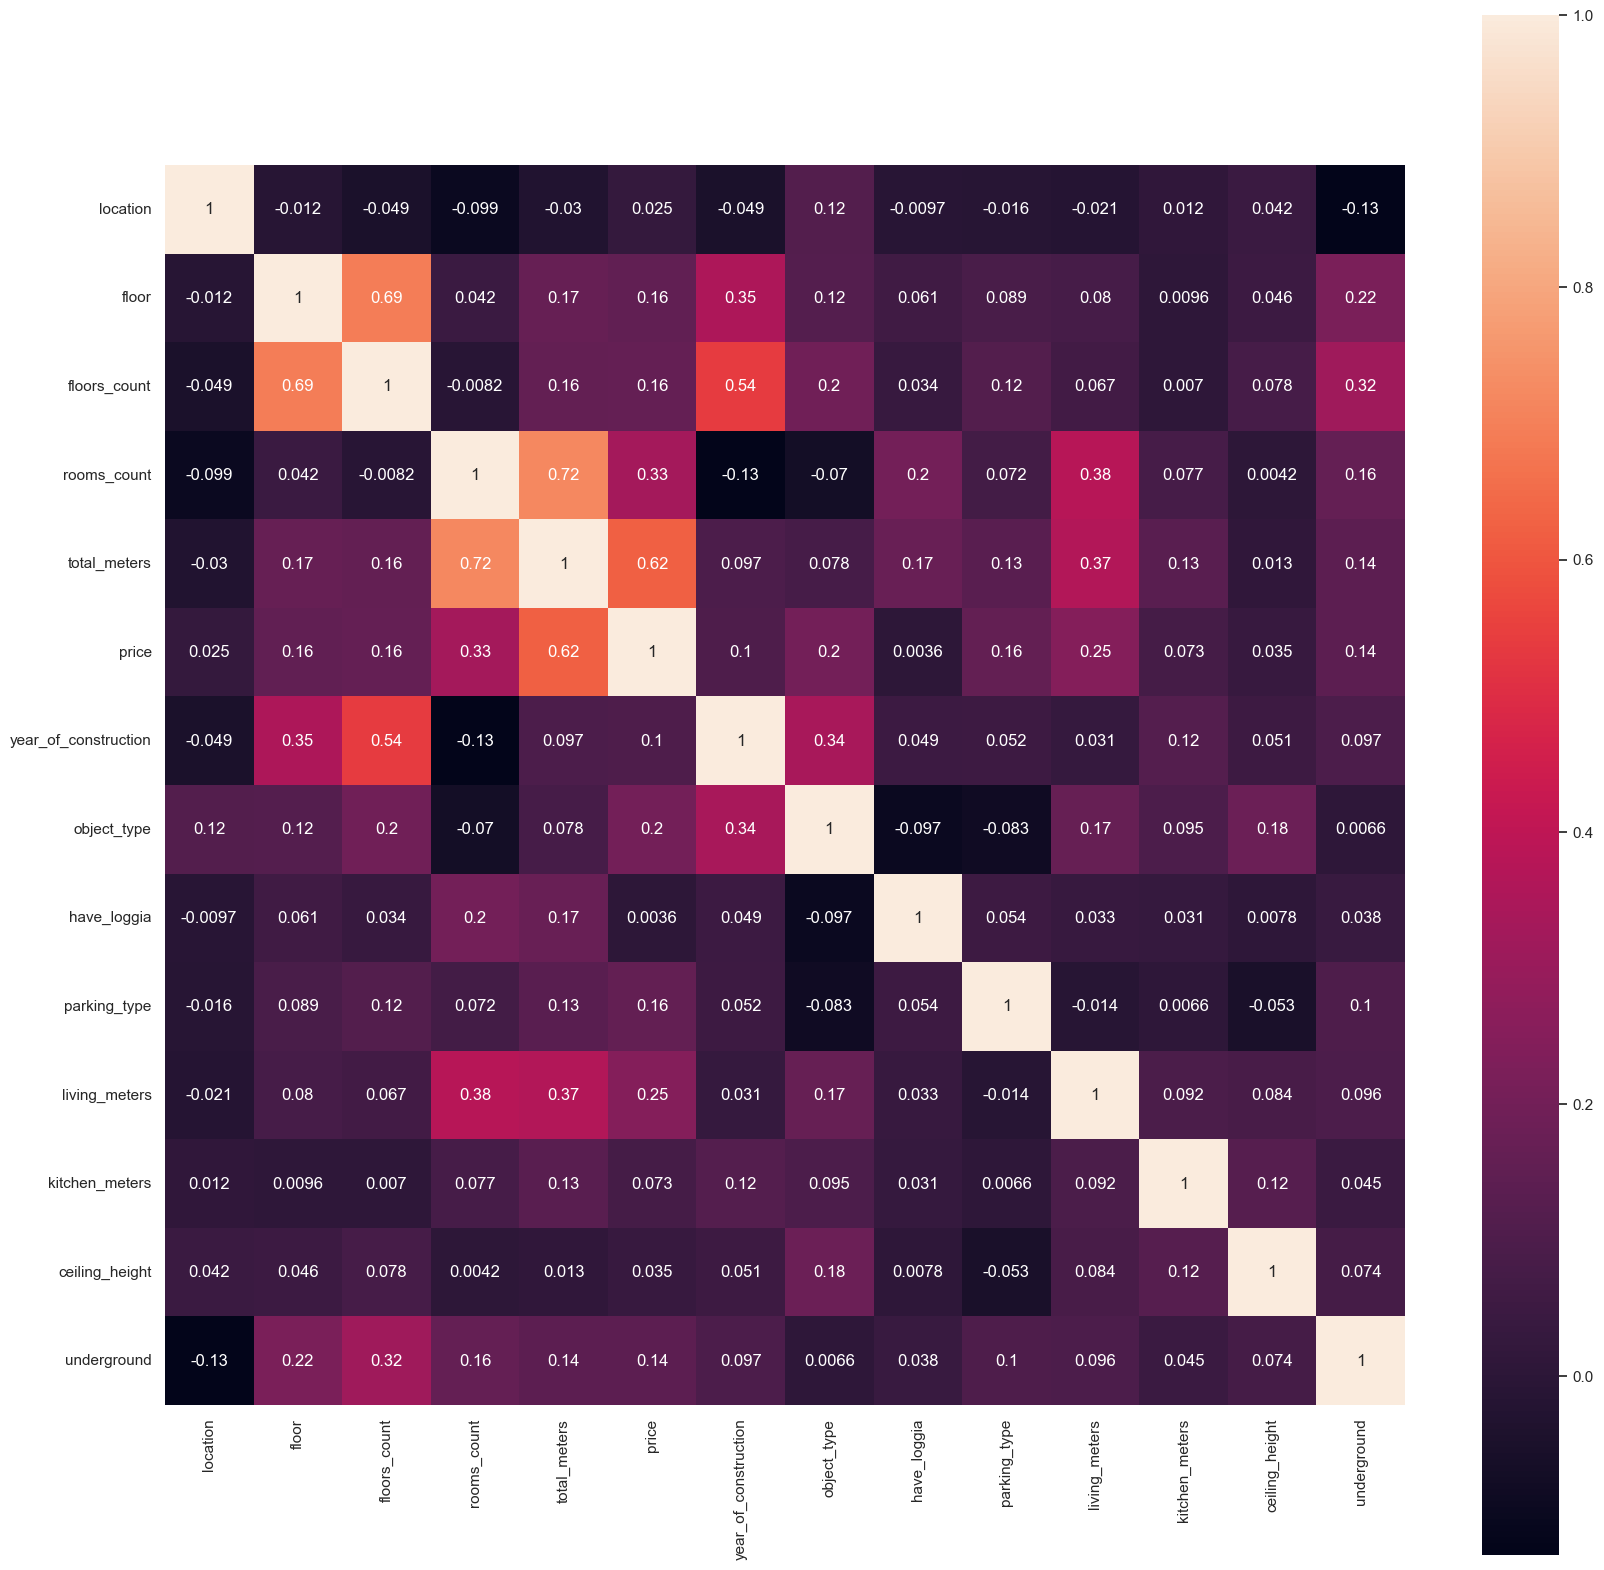 1.0
location 1 -0.012 -0.049 -0.099 -0.03 0.025 -0.049 0.12 -0.0097 -0.016 -0.021 0.012 0.042 -0.13
floor -0.012 1 0.69 0.042 0.17 0.16 0.35 0.12 0.061 0.089 0.08 0.0096 0.046 0.22
0.8
floors_count -0.049 0.69 1 -0.0082 0.16 0.16 0.54 0.2 0.034 0.12 0.067 0.007 0.078 0.32
rooms_count -0.099 0.042 -0.0082 1 0.72 0.33 -0.13 -0.07 0.2 0.072 0.38 0.077 0.0042 0.16
total_meters -0.03 0.17 0.16 0.72 1 0.62 0.097 0.078 0.17 0.13 0.37 0.13 0.013 0.14
0.6
price 0.025 0.16 0.16 0.33 0.62 1 0.1 0.2 0.0036 0.16 0.25 0.073 0.035 0.14
year_of_construction -0.049 0.35 0.54 -0.13 0.097 0.1 1 0.34 0.049 0.052 0.031 0.12 0.051 0.097
object_type 0.12 0.12 0.2 -0.07 0.078 0.2 0.34 1 -0.097 -0.083 0.17 0.095 0.18 0.0066
0.4
have_loggia -0.0097 0.061 0.034 0.2 0.17 0.0036 0.049 -0.097 1 0.054 0.033 0.031 0.0078 0.038
parking_type -0.016 0.089 0.12 0.072 0.13 0.16 0.052 -0.083 0.054 1 -0.014 0.0066 -0.053 0.1
living_meters -0.021 0.08 0.067 0.38 0.37 0.25 0.031 0.17 0.033 -0.014 1 0.092 0.084 0.096
0.2
kitchen_meters 0.012 0.0096 0.007 0.077 0.13 0.073 0.12 0.095 0.031 0.0066 0.092 1 0.12 0.045
œiling_height 0.042 0.046 0.078 0.0042 0.013 0.035 0.051 0.18 0.0078 -0.053 0.084 0.12 1 0.074
underground -0.13 0.22 0.32 0.16 0.14 0.14 0.097 0.0066 0.038 0.1 0.096 0.045 0.074 1
0.0
location
floor
floors_count
rooms_count
total_meters
price
year_of_construction
object_type
have_loggia
parking_type
living_meters
kitchen_meters
œiling_height
underground